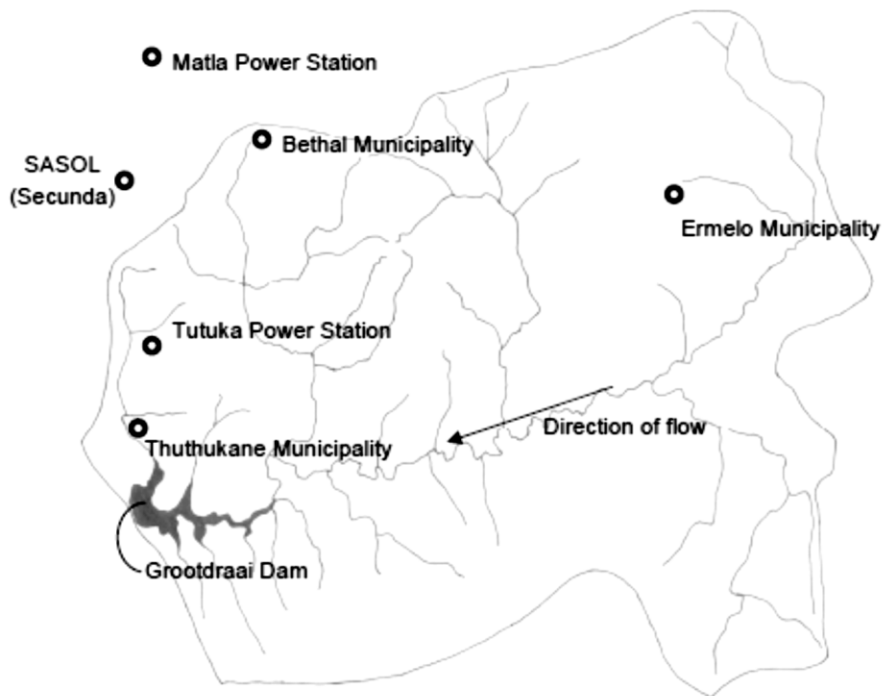 Matla Power Station
Bethal Municipality
SASOL
(Secunda)
Ermelo Municipality
Tutuka Power Station
Direction of flow
Thuthukane Municipality
Grootdraai Dam